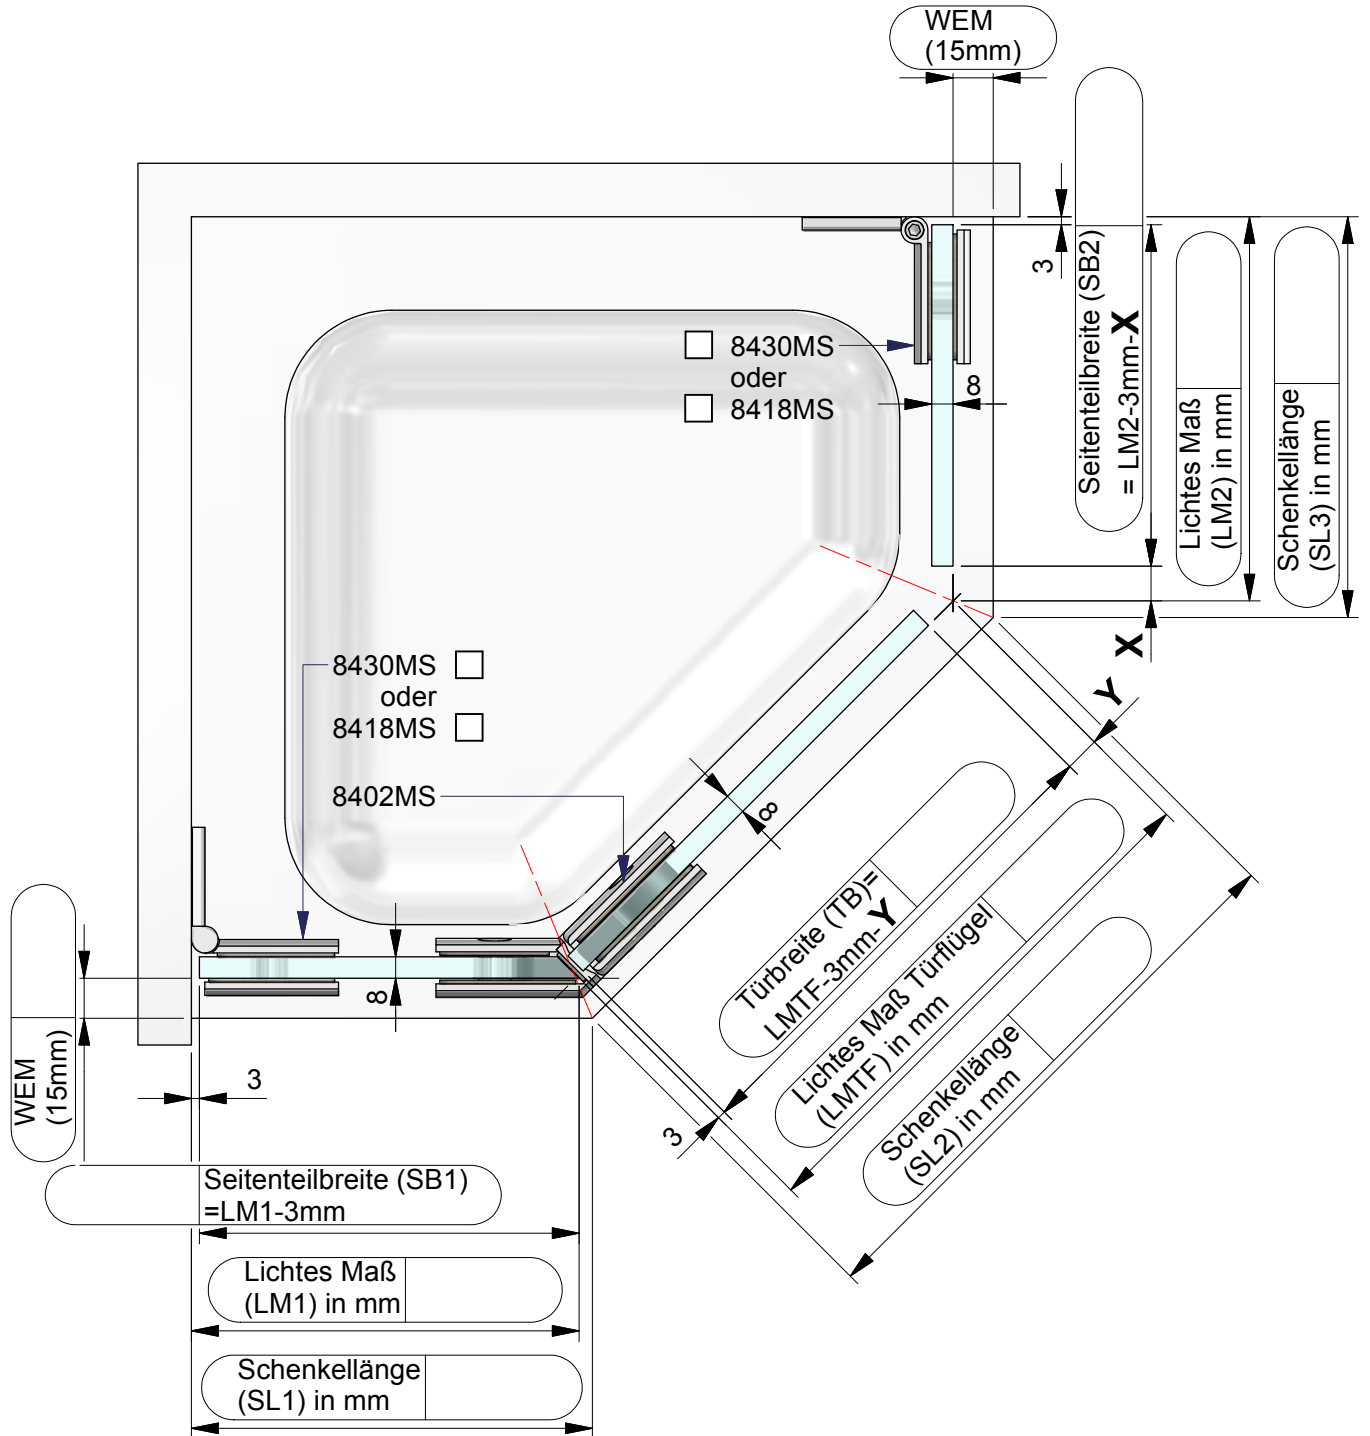 WEM
(15mm)
3
Seitenteilbreite (SB2)
= LM2-3mm-X
Lichtes Maß
(LM2) in mm
Schenkellänge
(SL3) in mm
8430MS
oder
8418MS
8
X
Y
8430MS
oder
8418MS
8402MS
8
8
Türbreite (TB)=
LMTF-3mm-Y
Lichtes Maß Türflügel
(LMTF) in mm
Schenkellänge
(SL2) in mm
3
WEM
(15mm)
3
Seitenteilbreite (SB1)
=LM1-3mm
Lichtes Maß
(LM1) in mm
Schenkellänge
(SL1) in mm